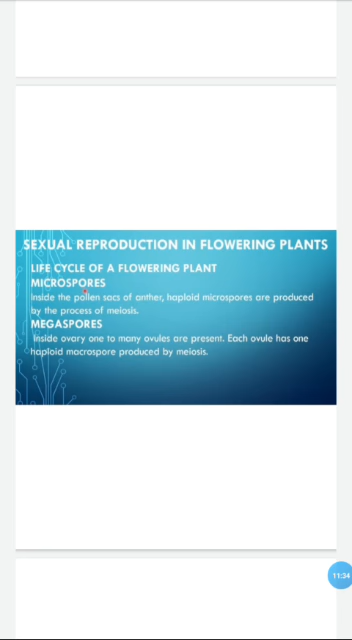 SEXUAL REPRODUCTION IN FLOWERING PLANTS
LIFE CYCLE OF A FLOWERING PLANT
MICROSPORES
Inside the pollen sacs of anther, haploid microspores are produced
by the process of meiosis.
MEGASPORES
Inside ovary one to many ovules are present. Each ovule has one
haploid macrospore produced by meiosis.
11:34